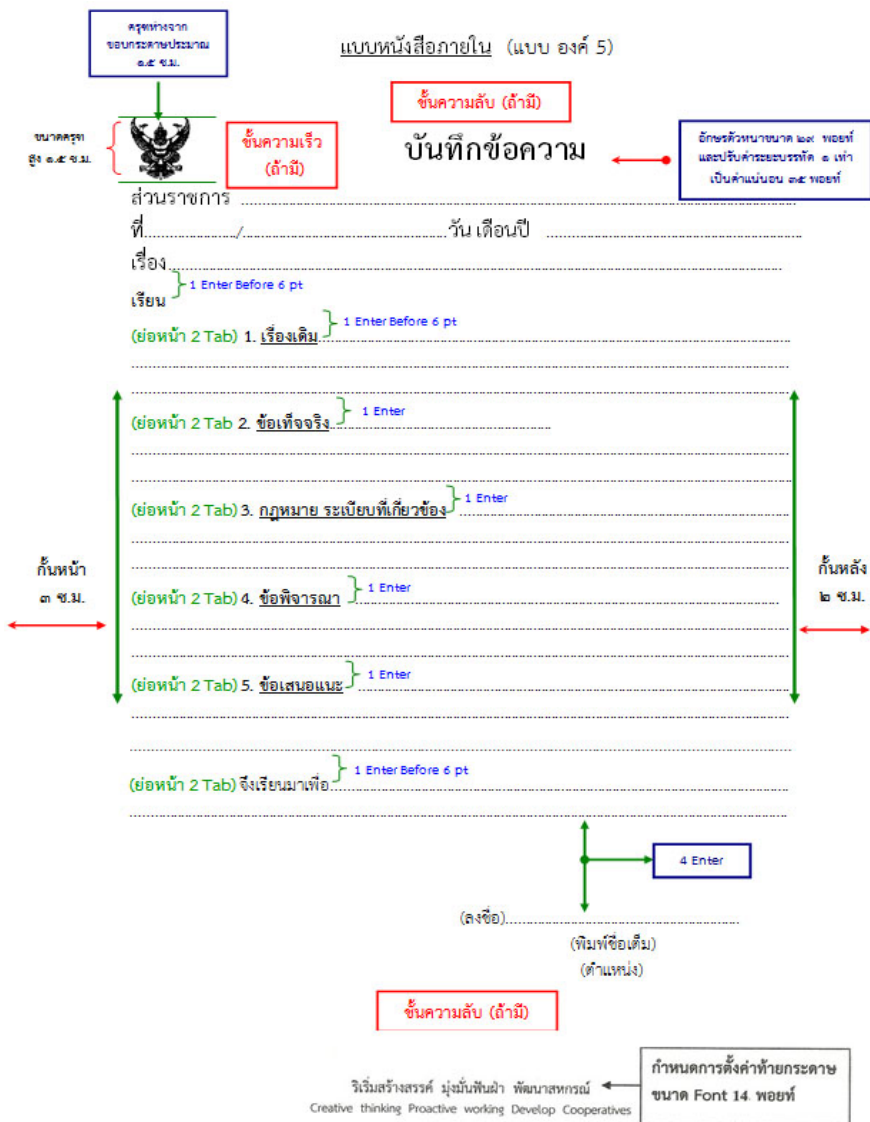 ครุฑห่างจาก
ขอบกระดาษประมาณ
๑.๕ ซ.ม.
แบบหนังสือภายใน (แบบ องค์ 5)
ชั้นความลับ (ถ้ามี)
ขนาดครุฑ
สูง ๑.๕ ซ.ม.
ชั้นความเร็ว
(ถ้ามี)
บันทึกข้อความ
อักษรตัวหนาขนาด ๒๙ พอยท์
และปรับค่าระยะบรรทัด ๑ เท่า
เป็นค่าแน่นอน ๓๕ พอยท์
ส่วนราชการ
ที่............/............วัน เดือนปี
เรื่อง
1 Enter Before 6 pt
เรียน
1 Enter Before 6 pt
(ย่อหน้า 2 Tab) 1. เรื่องเดิม
1 Enter
(ย่อหน้า 2 Tab 2. ข้อเท็จจริง
1 Enter
(ย่อหน้า 2 Tab) 3. กฎหมาย ระเบียบที่เกี่ยวข้อง
กั้นหน้า
๓ ซ.ม.
กั้นหลัง
๒ ซ.ม.
1 Enter
(ย่อหน้า 2 Tab) 4. ข้อพิจารณา
1 Enter
(ย่อหน้า 2 Tab) 5. ข้อเสนอแนะ
1 Enter Before 6 pt
(ย่อหน้า 2 Tab) จึงเรียนมาเพื่อ
4 Enter
(ลงชื่อ)
(พิมพ์ชื่อเต็ม)
(ตำแหน่ง)
ชั้นความลับ (ถ้ามี)
ริเริ่มสร้างสรรค์ มุ่งมั่นฟันฝ่า พัฒนาสหกรณ์
Creative thinking Proactive working Develop Cooperatives
กำหนดการตั้งค่าท้ายกระดาษ
ขนาด Font 14. พอยท์